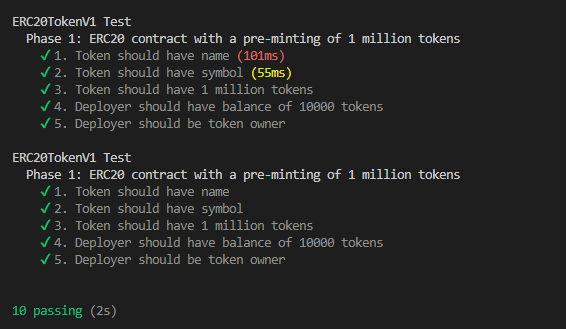 ERC20TokenV1 Test
Phase 1: ERC20 contract with a pre-minting of 1 million tokens
✓ 1. Token should have name (101ms)
✓ 2. Token should have symbol (55ms)
✓ 3. Token should have 1 million tokens
✓ 4. Deployer should have balance of 10000 tokens
✓ 5. Deployer should be token owner
ERC20TokenV1 Test
Phase 1: ERC20 contract with a pre-minting of 1 million tokens
✓ 1. Token should have name
✓ 2. Token should have symbol
✓ 3. Token should have 1 million tokens
✓ 4. Deployer should have balance of 10000 tokens
✓ 5. Deployer should be token owner
10 passing (2s)